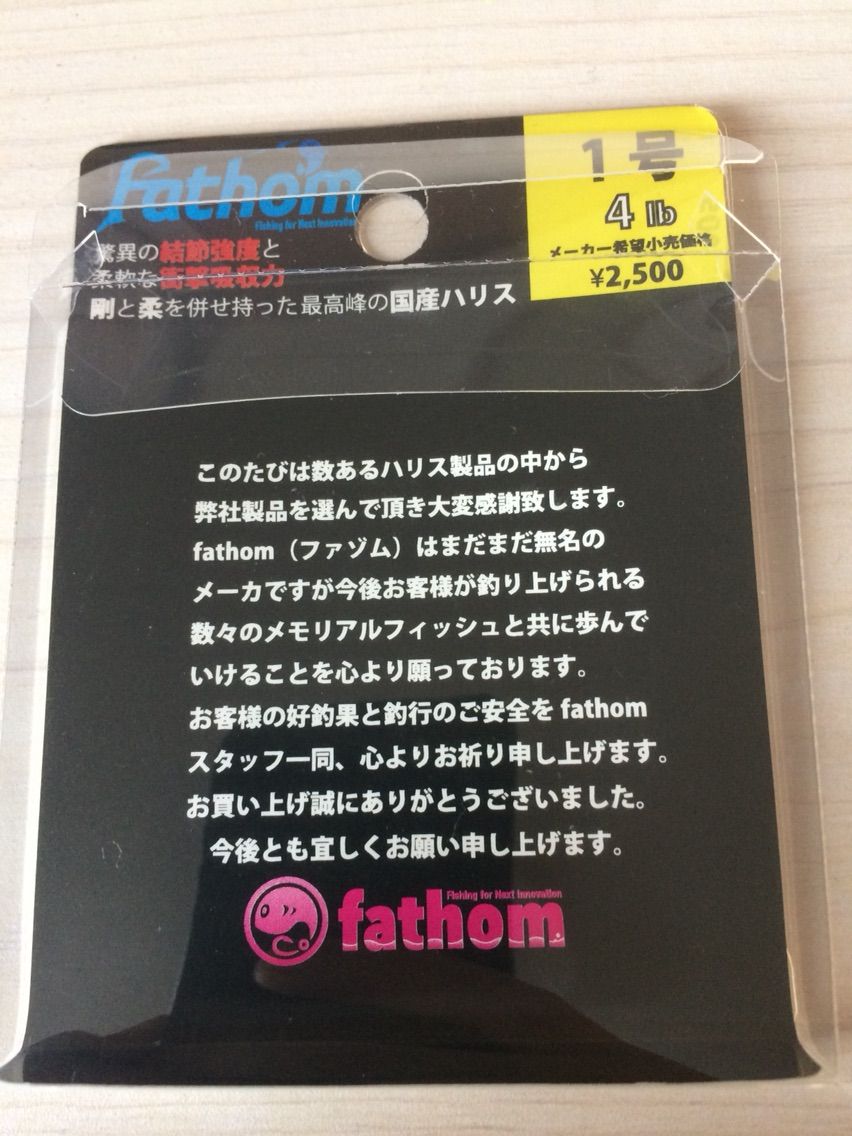 fathom
Fishing for Next Innovation
1号
4 lb
メーカー希望小売価格
¥2,500
驚異の結節強度と
柔軟な衝撃吸収力
剛と柔を併せ持った最高峰の国産ハリス
このたびは数あるハリス製品の中から
弊社製品を選んで頂き大変感謝致します。
fathom（ファゾム）はまだまだ無名の
メーカですが今後お客様が釣り上げられる
数々のメモリアルフィッシュと共に歩んで
いけることを心より願っております。
お客様の好釣果と釣行のご安全を fathom
スタッフ一同、心よりお祈り申し上げます。
お買い上げ誠にありがとうございました。
今後とも宜しくお願い申し上げます。
Fishing for Next Innovation
fathom.